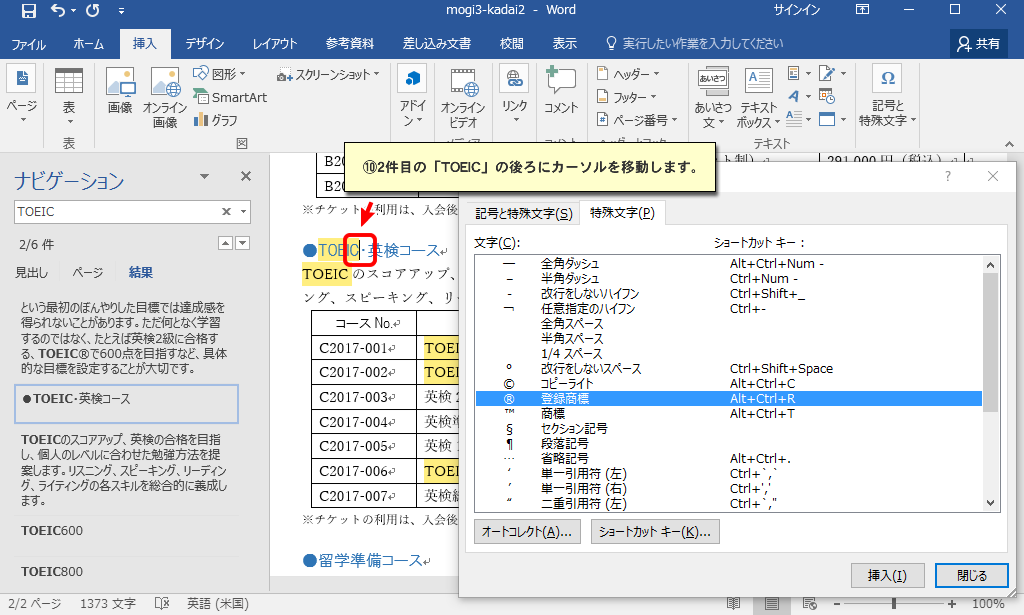 mogi3-kadai2 - Word
サインイン
ファイル ホーム 挿入 デザイン レイアウト 参考資料 差し込み文書 校閲 表示 実行したい作業を入力してください 共有
ページ
表
画像
オンライン
画像
図形
SmartArt
グラフ
スクリーンショット
アドイ
ン
オンライン
ビデオ
リンク
コメント
ヘッダー
フッター
ページ番号
あいさつ
あいさつ
文
テキスト
ボックス
記号と
特殊文字
表
図
テキスト
⑩2件目の「TOEIC」の後ろにカーソルを移動します。
ナビゲーション
TOEIC
2/6 件
見出し ページ 結果
という最初のぼんやりした目標では達成感を
得られないことがあります。ただ何となく学習
するのではなく、たとえば英検2級に合格す
る、TOEIC®で600点を目指すなど、具体
的な目標を設定することが大切です。
●TOEIC・英検コース
TOEICのスコアアップ、英検の合格を目指
し、個人のレベルに合わせた勉強方法を提
案します。リスニング、スピーキング、リーディン
グ、ライティングの各スキルを総合的に養成し
ます。
TOEIC600
TOEIC800
B20
B20
291,000 円（税込）
※チケット利用は、入会後
●TOEIC・英検コース
TOEIC のスコアアップ、
ング、スピーキング、リー
コース No.
C2017-001 TOEI
C2017-002 TOEI
C2017-003 英検 2
C2017-004 英検準
C2017-005 英検 1
C2017-006 TOEI
C2017-007 英検
※チケットの利用は、入会後
●留学準備コース
?
記号と特殊文字(S) 特殊文字(P)
文字(C): ショートカット キー：
— 全角ダッシュ Alt+Ctrl+Num -
– 半角ダッシュ Ctrl+Num -
- 改行をしないハイフン Ctrl+Shift+_
¬ 任意指定のハイフン Ctrl+-
全角スペース
半角スペース
1/4 スペース
° 改行をしないスペース Ctrl+Shift+Space
© コピーライト Alt+Ctrl+C
® 登録商標 Alt+Ctrl+R
™ 商標 Alt+Ctrl+T
§ セクション記号
¶ 段落記号
… 省略記号 Alt+Ctrl+.
‘ 単一引用符 (左) Ctrl+`,`
’ 単一引用符 (右) Ctrl+','
“ 二重引用符 (左) Ctrl+`,"
オートコレクト(A)... ショートカット キー(K)...
挿入(I) 閉じる
2/2 ページ 1373 文字 英語 (米国) 100%